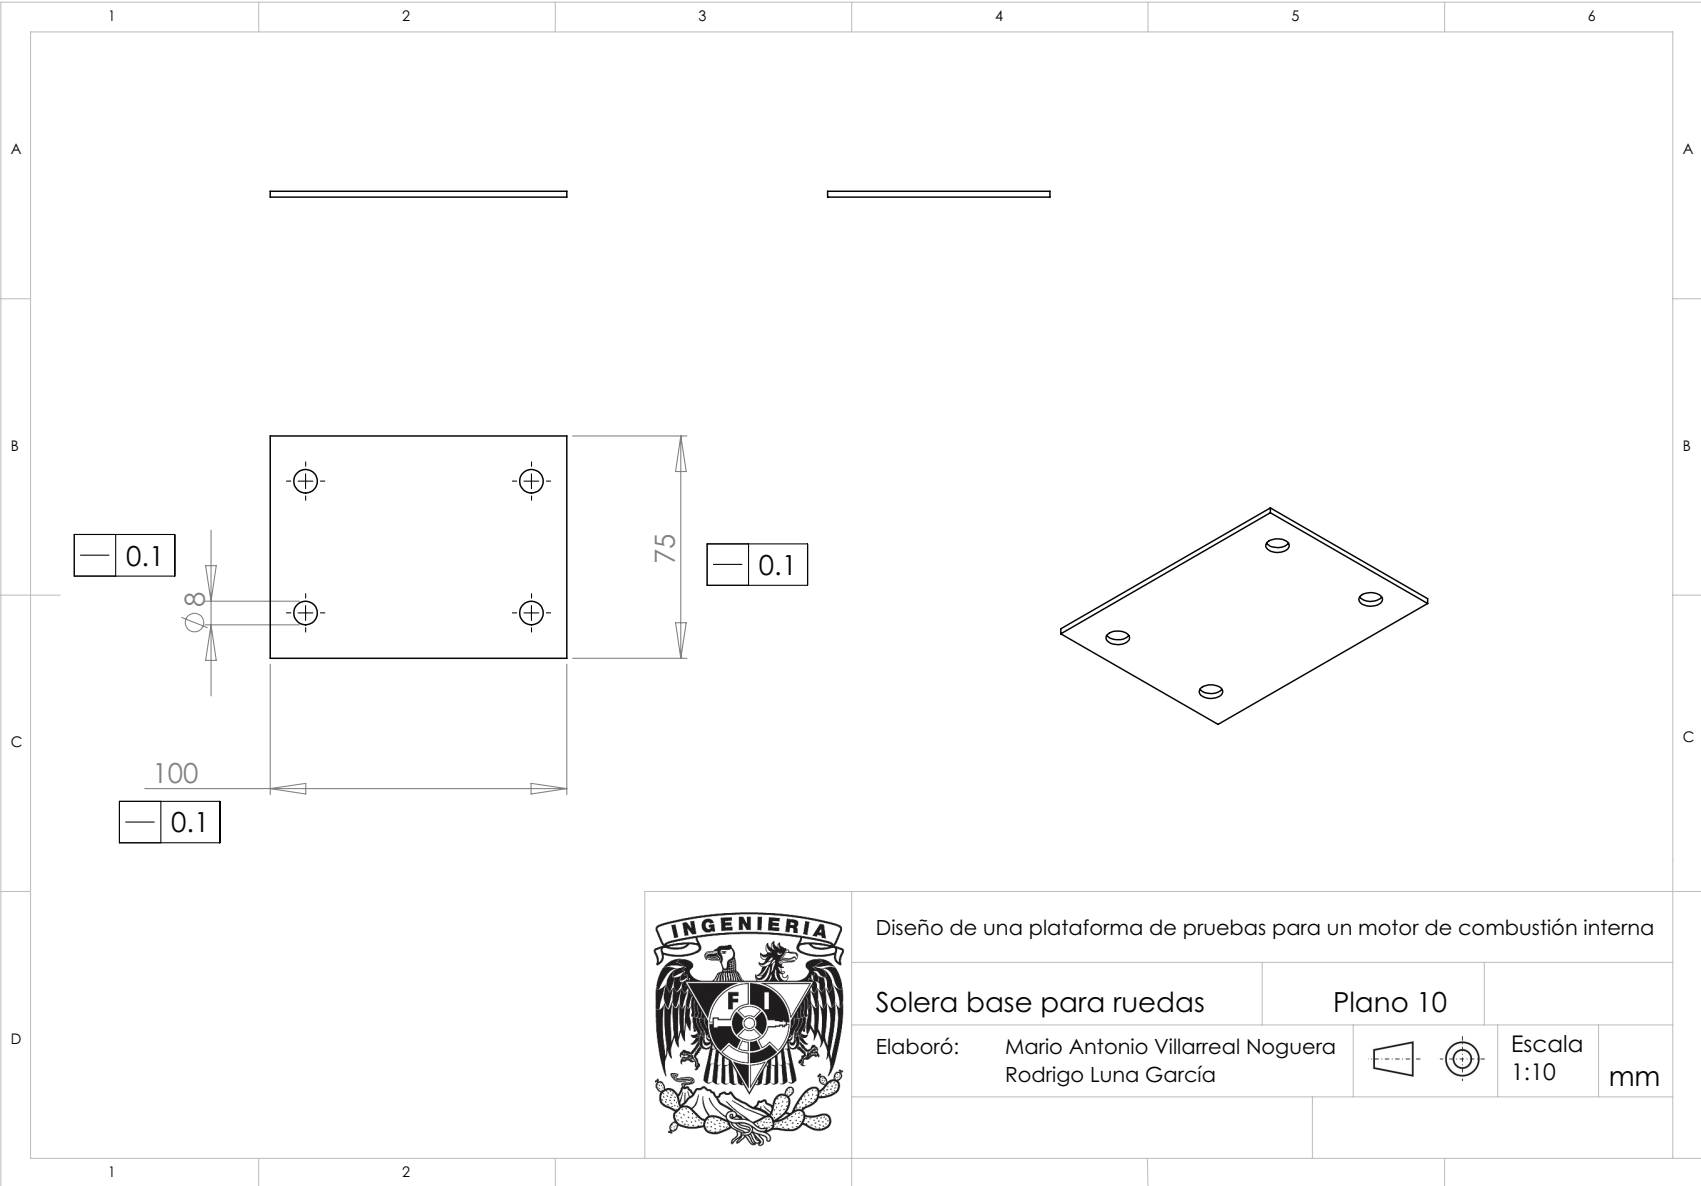 1 2 3 4 5 6
A A
B B
0.1
75
0.1
∅ 8
C C
100
0.1
INGENIERIA
F I
Diseño de una plataforma de pruebas para un motor de combustión interna
Solera base para ruedas Plano 10
Elaboró: Mario Antonio Villarreal Noguera
Rodrigo Luna García
Escala
1:10
mm
D
1 2